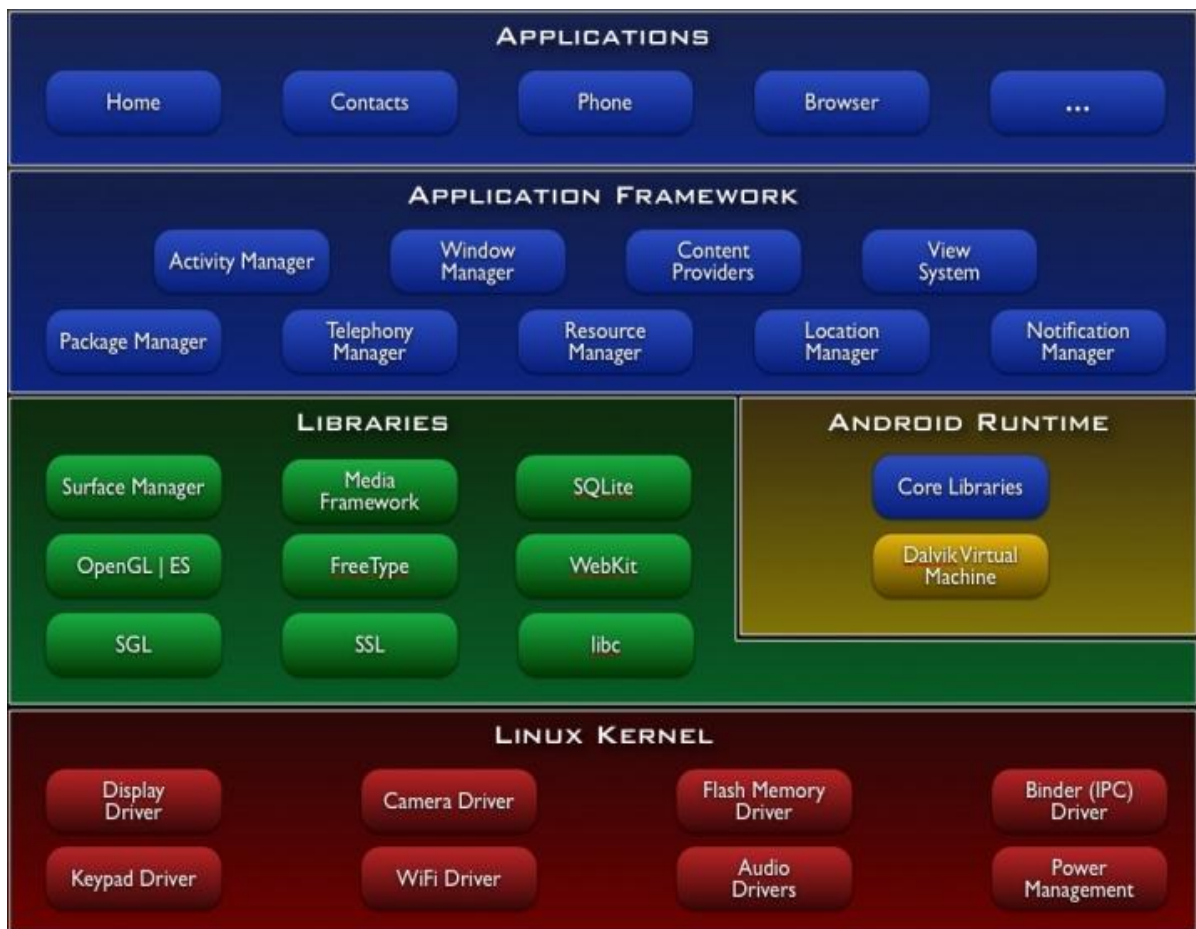 APPLICATIONS
Home
Contacts
Phone
Browser
...
APPLICATION FRAMEWORK
Activity Manager
Window
Manager
Content
Providers
View
System
Package Manager
Telephony
Manager
Resource
Manager
Location
Manager
Notification
Manager
LIBRARIES
Surface Manager
Media
Framework
SQLite
OpenGL | ES
FreeType
WebKit
SGL
SSL
libc
ANDROID RUNTIME
Core Libraries
Dalvik Virtual
Machine
LINUX KERNEL
Display
Driver
Camera Driver
Flash Memory
Driver
Binder (IPC)
Driver
Keypad Driver
WiFi Driver
Audio
Drivers
Power
Management